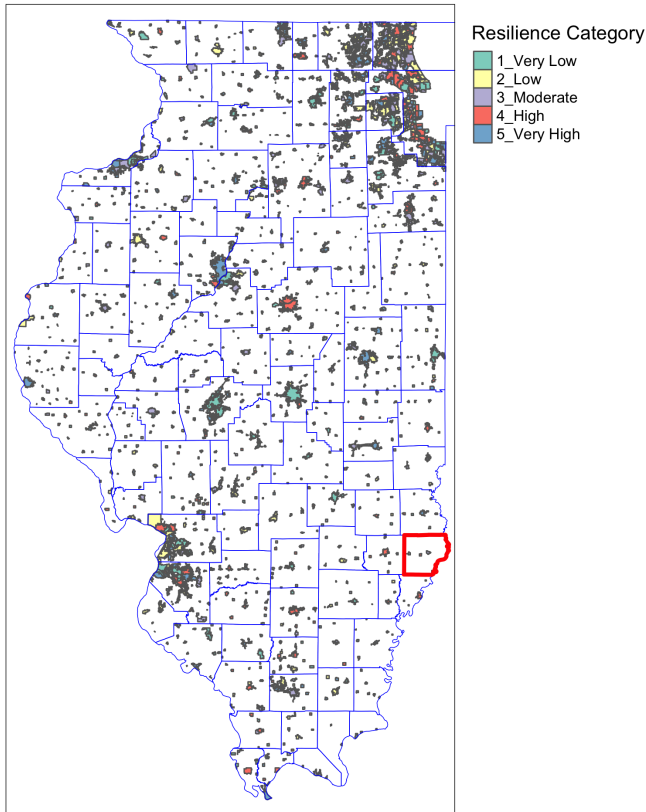 Resilience Category
1_Very Low
2_Low
3_Moderate
4_High
5_Very High